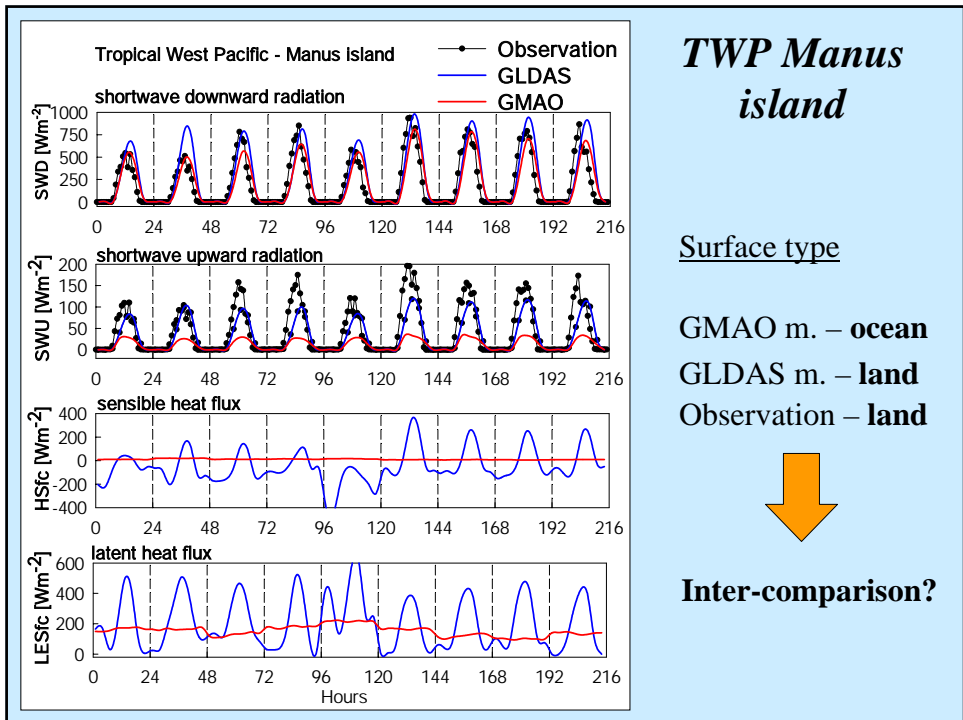 Tropical West Pacific - Manus island
Observation
GLDAS
GMAO
shortwave downward radiation
SWD [Wm-2]
1000
750
500
250
0
0 24 48 72 96 120 144 168 192 216
shortwave upward radiation
SWU [Wm-2]
200
150
100
50
0
0 24 48 72 96 120 144 168 192 216
sensible heat flux
HSfc [Wm-2]
400
200
0
-200
-400
0 24 48 72 96 120 144 168 192 216
latent heat flux
LESfc [Wm-2]
600
400
200
0
0 24 48 72 96 120 144 168 192 216
Hours
TWP Manus
island
Surface type
GMAO m. – ocean
GLDAS m. – land
Observation – land
Inter-comparison?